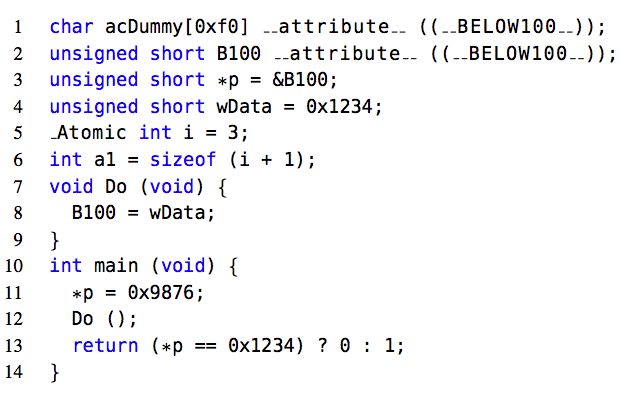 1 char acDummy[0xf0] __attribute__ ((__BELOW100__));
2 unsigned short B100 __attribute__ ((__BELOW100__));
3 unsigned short *p = &B100;
4 unsigned short wData = 0x1234;
5 _Atomic int i = 3;
6 int a1 = sizeof (i + 1);
7 void Do (void) {
8   B100 = wData;
9 }
10 int main (void) {
11   *p = 0x9876;
12   Do ();
13   return (*p == 0x1234) ? 0 : 1;
14 }